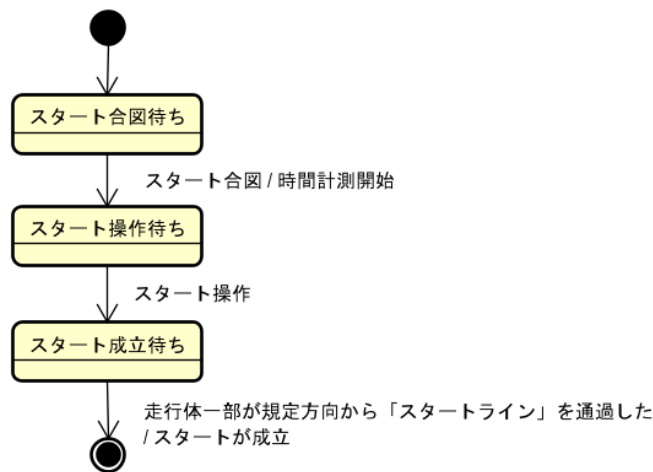 スタート合図待ち
スタート合図 / 時間計測開始
スタート操作待ち
スタート操作
スタート成立待ち
走行体一部が規定方向から「スタートライン」を通過した
/ スタートが成立